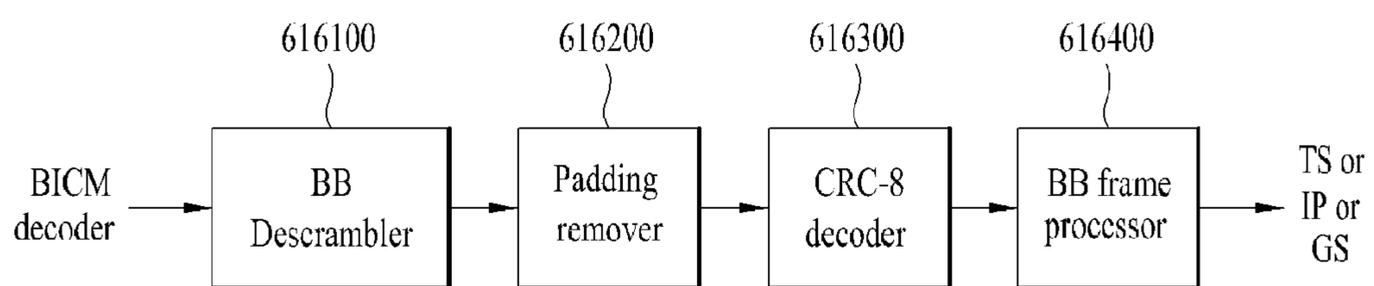 616100
616200
616300
616400
BICM
decoder
BB
Descrambler
Padding
remover
CRC-8
decoder
BB frame
processor
TS or
IP or
GS